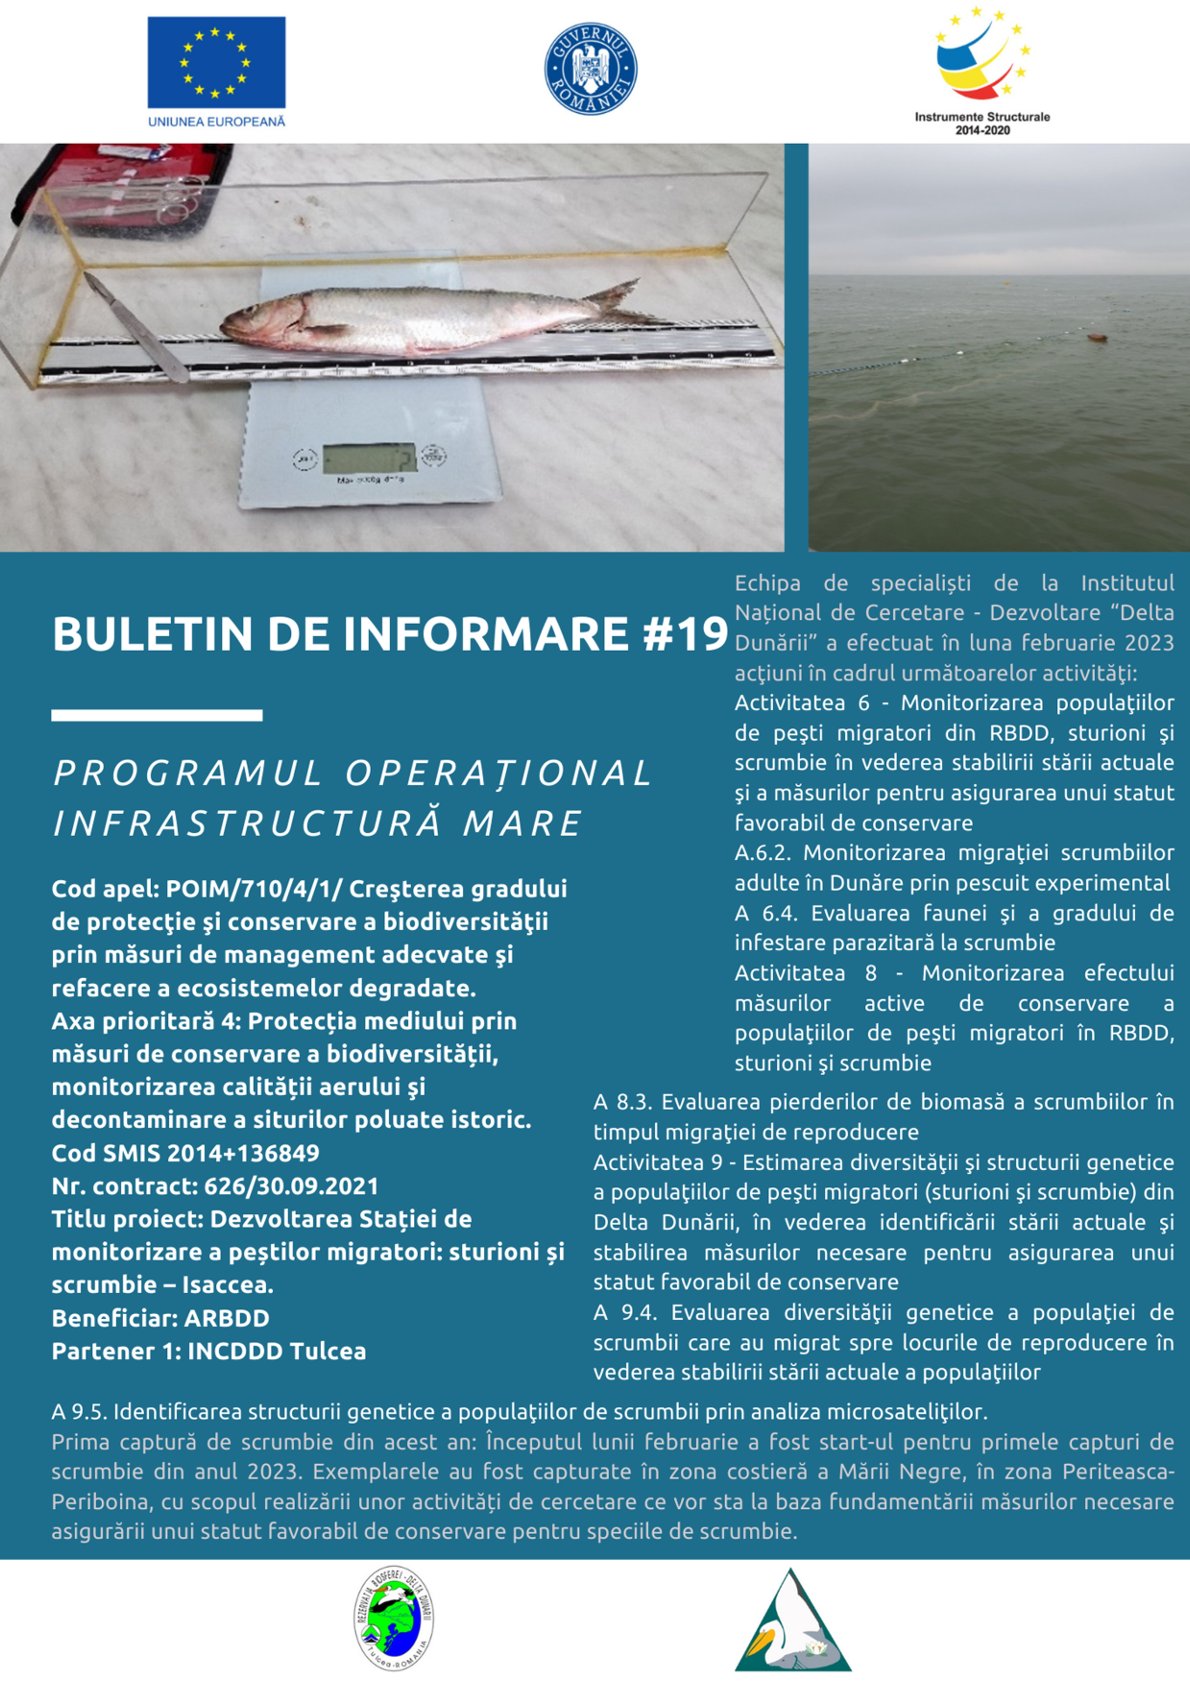 UNIUNEA EUROPEANĂ
GUVERNUL ROMÂNIEI
Instrumente Structurale
2014-2020
BULETIN DE INFORMARE #19
PROGRAMUL OPERAȚIONAL
INFRASTRUCTURĂ MARE
Cod apel: POIM/710/4/1/ Creşterea gradului
de protecţie şi conservare a biodiversităţii
prin măsuri de management adecvate şi
refacere a ecosistemelor degradate.
Axa prioritară 4: Protecția mediului prin
măsuri de conservare a biodiversității,
monitorizarea calității aerului şi
decontaminare a siturilor poluate istoric.
Cod SMIS 2014+136849
Nr. contract: 626/30.09.2021
Titlu proiect: Dezvoltarea Stației de
monitorizare a peștilor migratori: sturioni și
scrumbie – Isaccea.
Beneficiar: ARBDD
Partener 1: INCDDD Tulcea
Echipa de specialiști de la Institutul
Național de Cercetare - Dezvoltare “Delta
Dunării” a efectuat în luna februarie 2023
acţiuni în cadrul următoarelor activităţi:
Activitatea 6 - Monitorizarea populaţiilor
de peşti migratori din RBDD, sturioni şi
scrumbie în vederea stabilirii stării actuale
şi a măsurilor pentru asigurarea unui statut
favorabil de conservare
A.6.2. Monitorizarea migraţiei scrumbiilor
adulte în Dunăre prin pescuit experimental
A 6.4. Evaluarea faunei şi a gradului de
infestare parazitară la scrumbie
Activitatea 8 - Monitorizarea efectului
măsurilor active de conservare a
populaţiilor de peşti migratori în RBDD,
sturioni şi scrumbie
A 8.3. Evaluarea pierderilor de biomasă a scrumbiilor în
timpul migraţiei de reproducere
Activitatea 9 - Estimarea diversităţii şi structurii genetice
a populaţiilor de peşti migratori (sturioni şi scrumbie) din
Delta Dunării, în vederea identificării stării actuale şi
stabilirea măsurilor necesare pentru asigurarea unui
statut favorabil de conservare
A 9.4. Evaluarea diversităţii genetice a populaţiei de
scrumbii care au migrat spre locurile de reproducere în
vederea stabilirii stării actuale a populaţiilor
A 9.5. Identificarea structurii genetice a populaţiilor de scrumbii prin analiza microsateliţilor.
Prima captură de scrumbie din acest an: Începutul lunii februarie a fost start-ul pentru primele capturi de
scrumbie din anul 2023. Exemplarele au fost capturate în zona costieră a Mării Negre, în zona Periteasca-
Periboina, cu scopul realizării unor activități de cercetare ce vor sta la baza fundamentării măsurilor necesare
asigurării unui statut favorabil de conservare pentru speciile de scrumbie.
REZERVAŢIA BIOSFEREI - DELTA DUNĂRII
Tulcea-ROMANIA